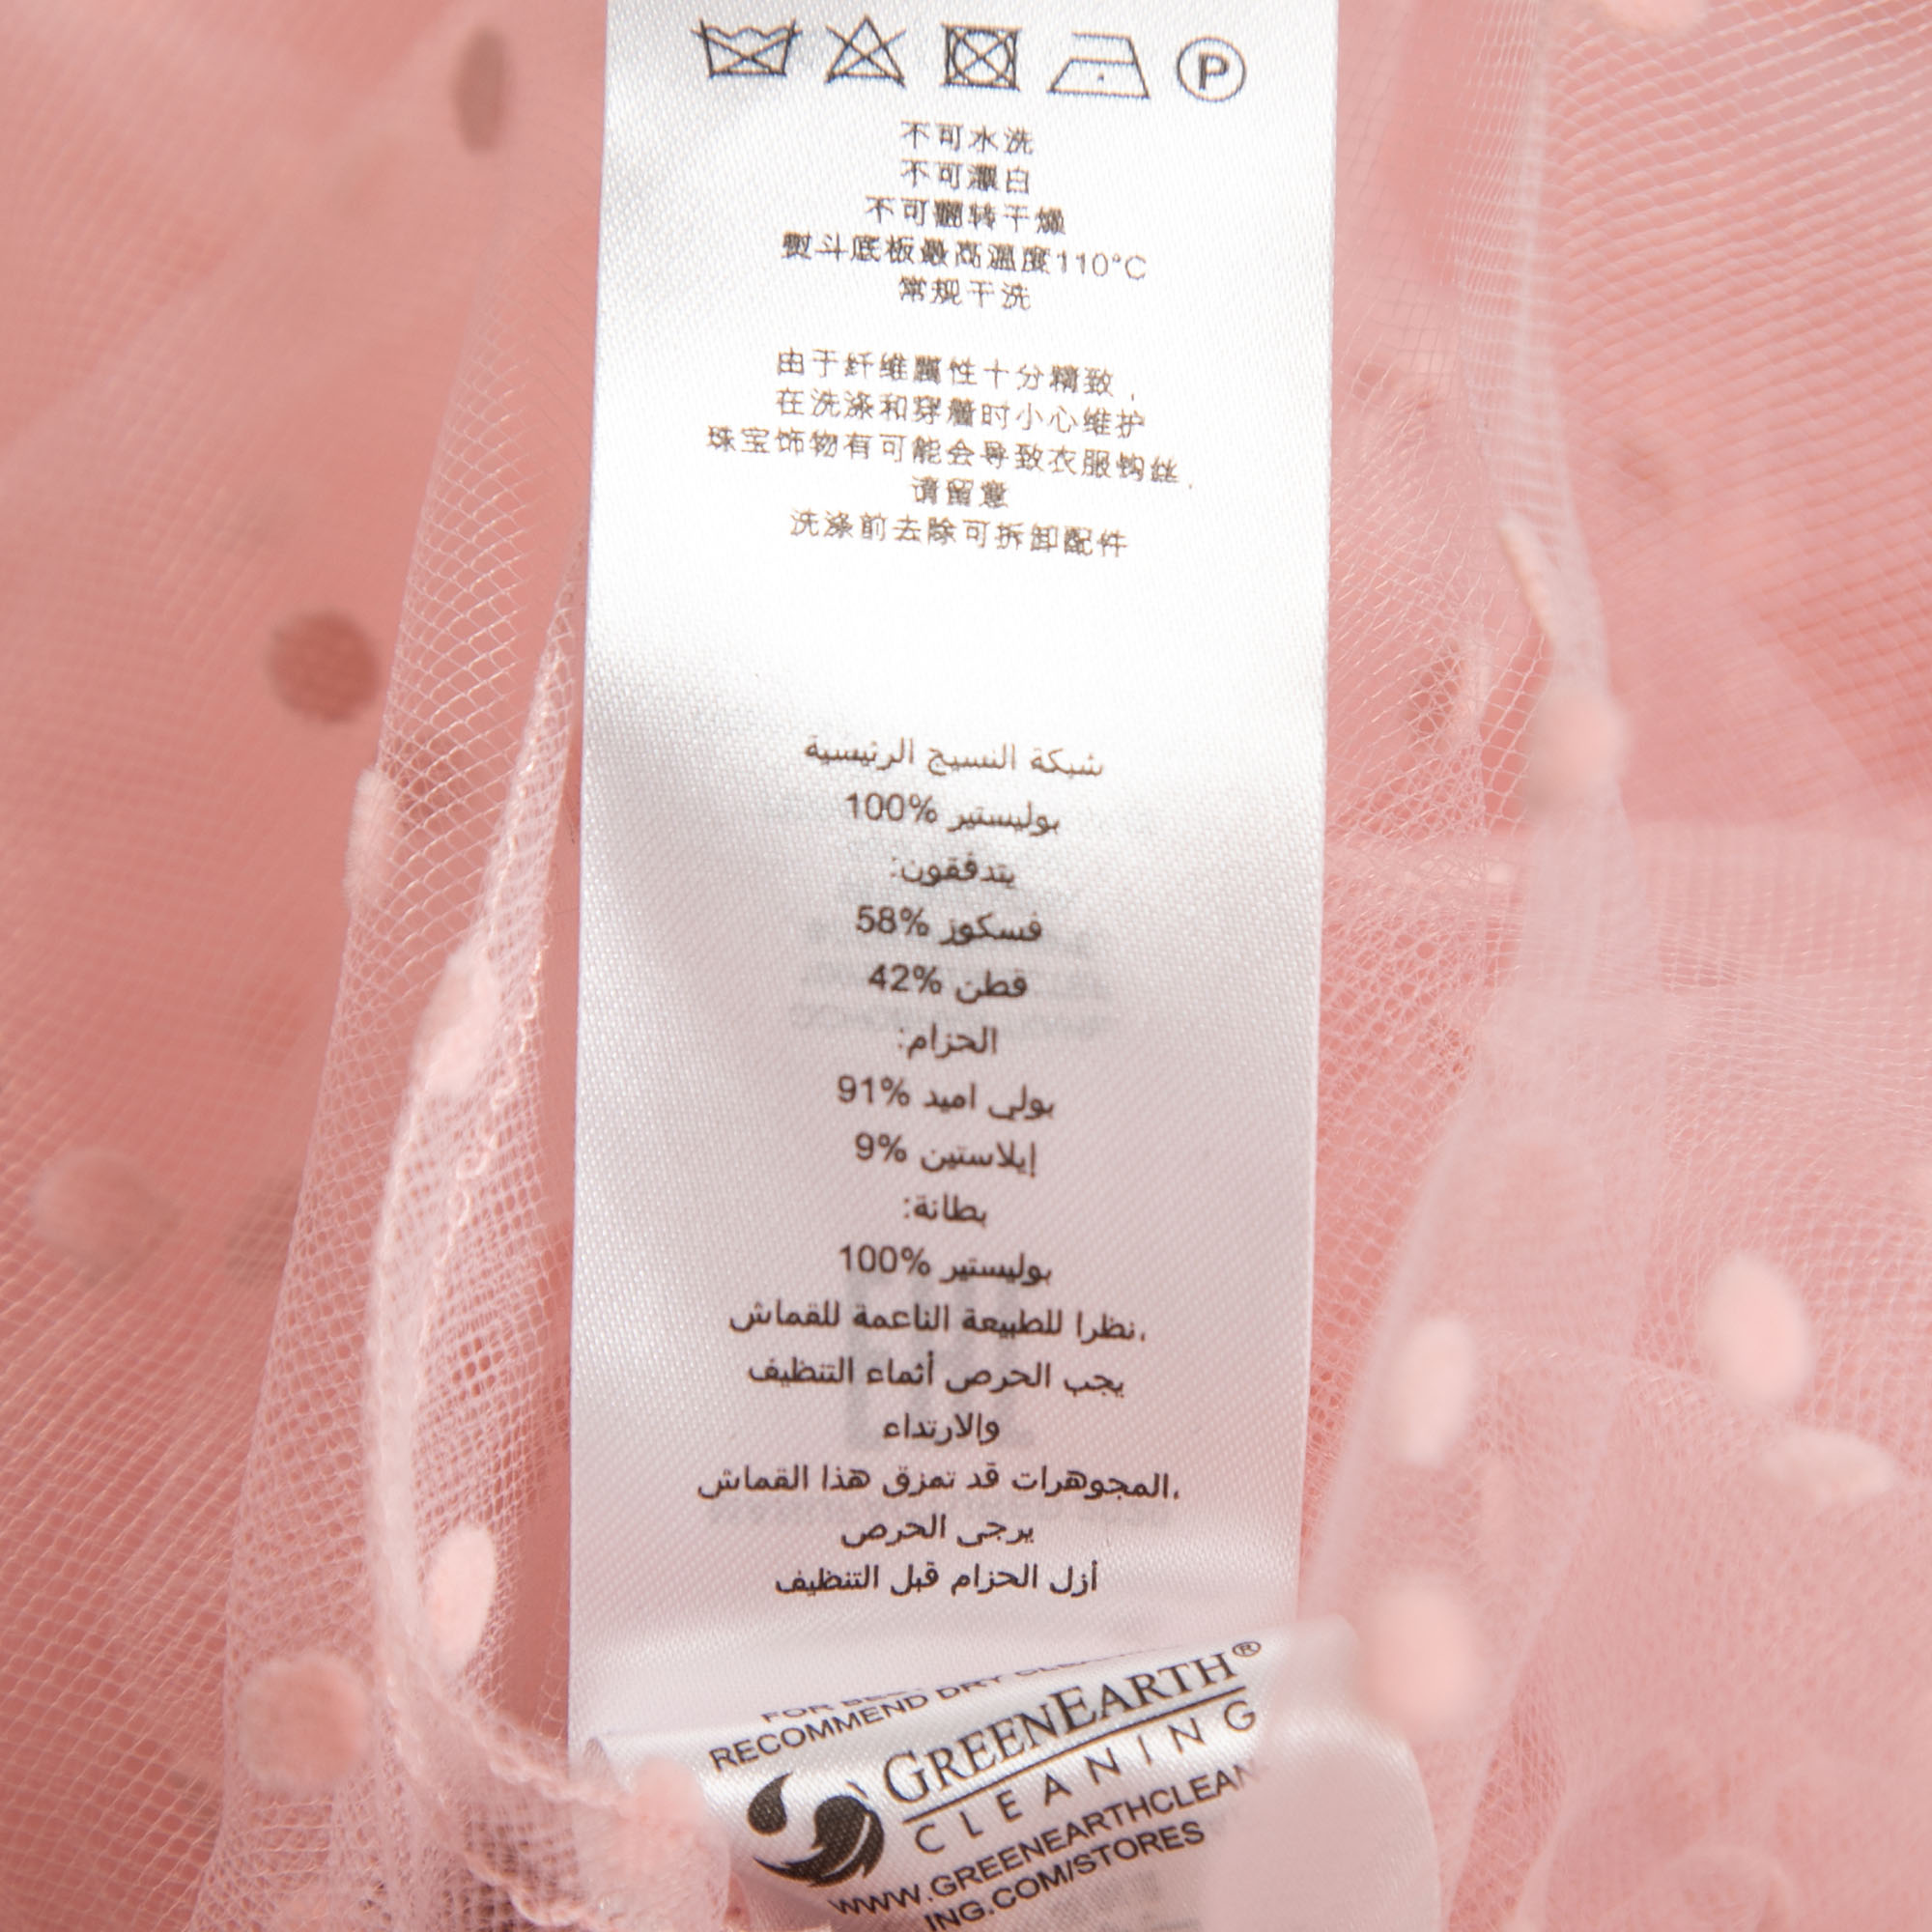 P
不可水洗
不可漂白
不可翻转干燥
熨斗底板最高温度110°C
常规干洗
由于纤维属性十分精致，
在洗涤和穿着时小心维护
珠宝饰物有可能会导致衣服钩丝，
请留意
洗涤前去除可拆卸配件
شبكة النسيج الرئيسية
بوليستير %100
يتدفقون:
فسكوز %58
قطن %42
الحزام:
بولي اميد %91
إيلاستين %9
بطانة:
بوليستير %100
،نظرا للطبيعة الناعمة للقماش
يجب الحرص أثماء التنظيف
والارتداء
،المجوهرات قد تمزق هذا القماش
يرجى الحرص
أزل الحزام قبل التنظيف
FOR
RECOMMEND DRY
GREENEARTH®
CLEANING
WWW.GREENEARTHCLEAN
ING.COM/STORES